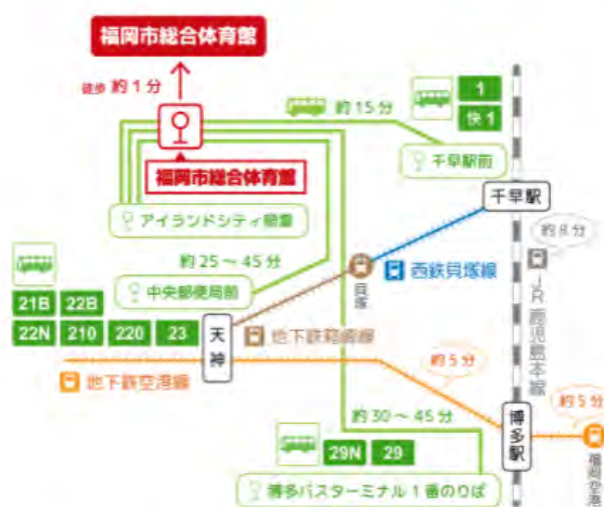 福岡市総合体育館
徒歩 約1分
約15分
1
快1
千早駅前
福岡市総合体育館
千早駅
アイランドシティ照葉
約8分
約25～45分
西鉄貝塚線
貝塚
JR鹿児島本線
中央郵便局前
21B 22B
22N 210 220 23
天神
地下鉄箱崎線
地下鉄空港線
約5分
約5分
約30～45分
博多駅
福岡空港
29N 29
博多バスターミナル1番のりば